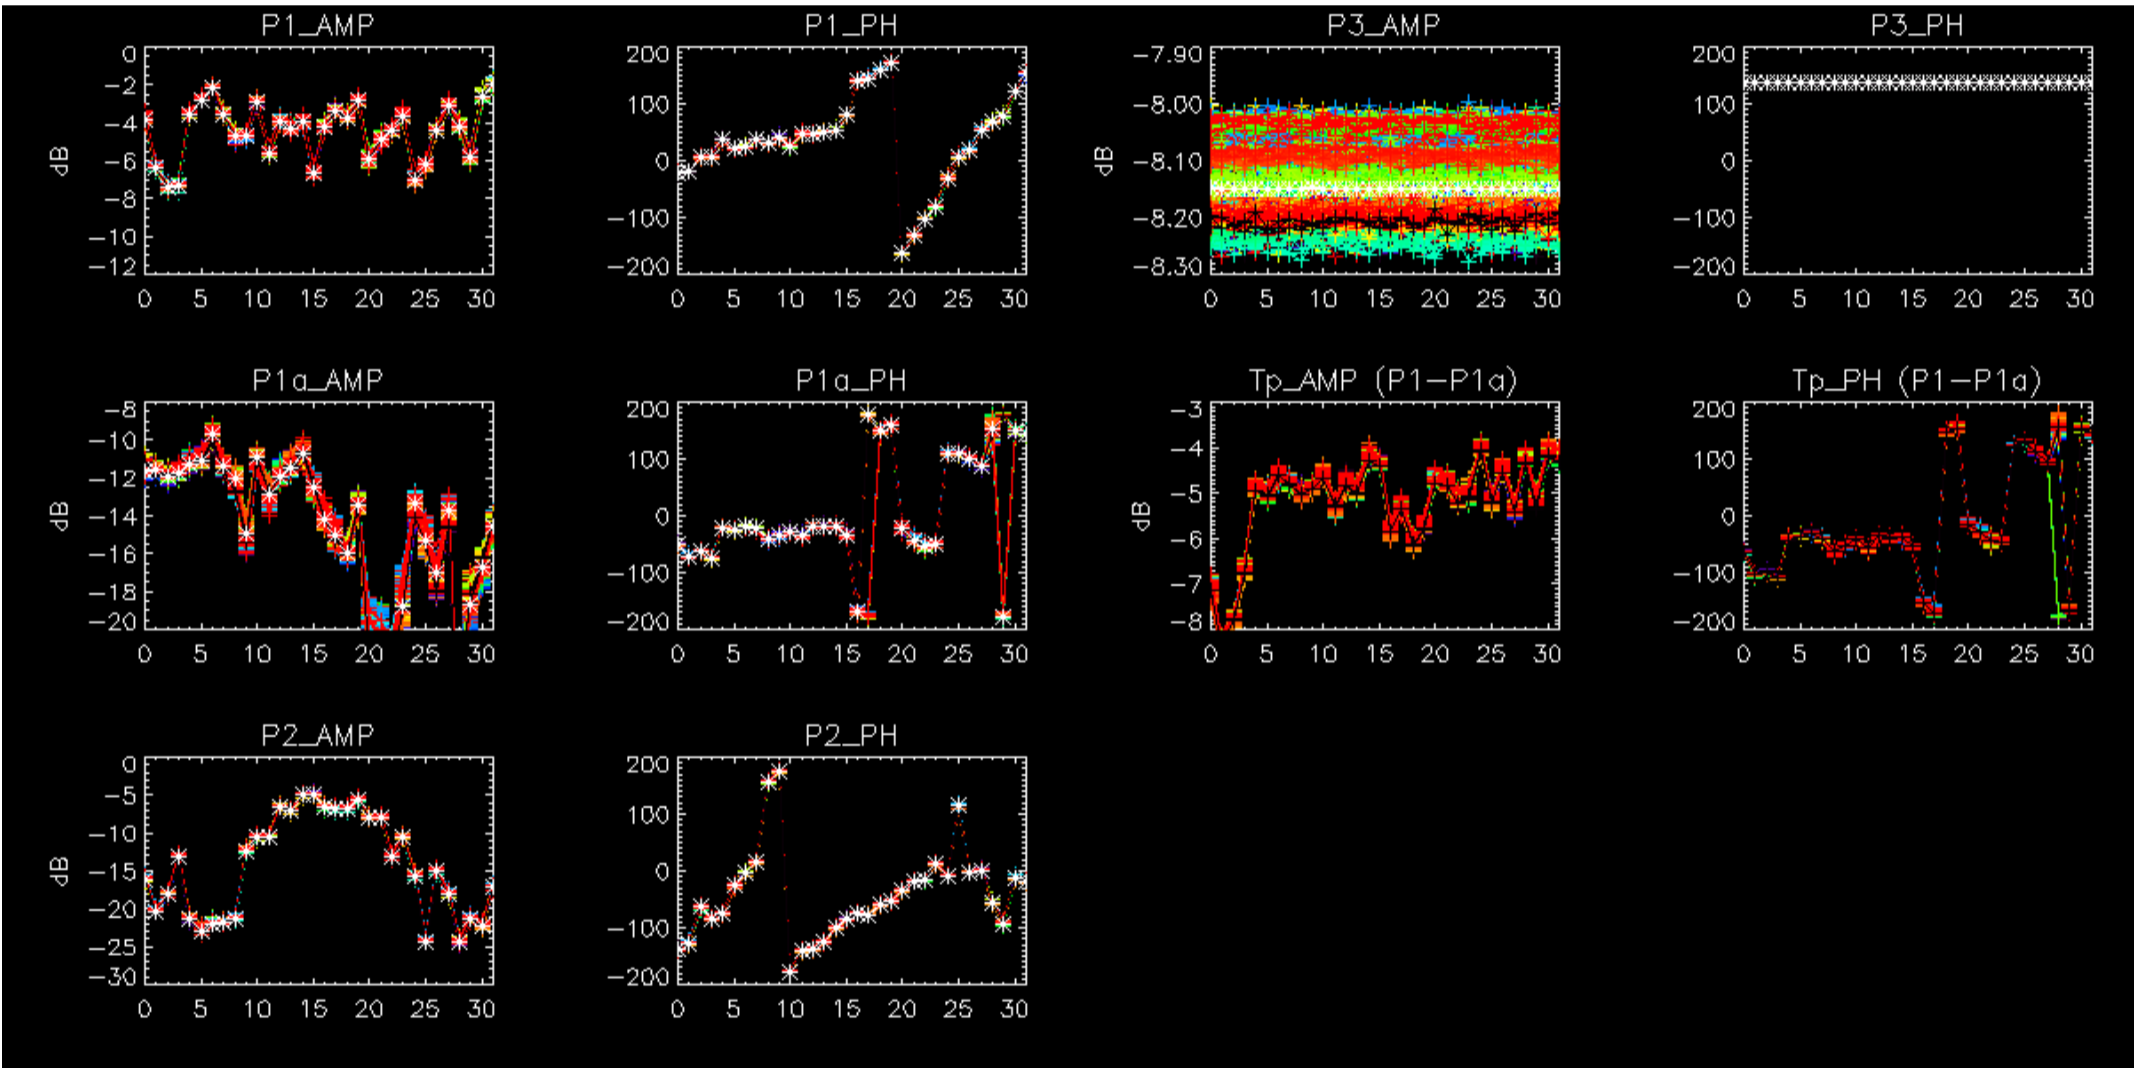 P1_AMP
P1_PH
P3_AMP
P3_PH
0
−2
−4
−6
−8
−10
−12
dB
0 5 10 15 20 25 30
200
100
0
−100
−200
0 5 10 15 20 25 30
−7.90
−8.00
−8.10
−8.20
−8.30
dB
0 5 10 15 20 25 30
200
100
0
−100
−200
0 5 10 15 20 25 30
P1a_AMP
P1a_PH
Tp_AMP (P1−P1a)
Tp_PH (P1−P1a)
−8
−10
−12
−14
−16
−18
−20
dB
0 5 10 15 20 25 30
200
100
0
−100
−200
0 5 10 15 20 25 30
−3
−4
−5
−6
−7
−8
dB
0 5 10 15 20 25 30
200
100
0
−100
−200
0 5 10 15 20 25 30
P2_AMP
P2_PH
0
−5
−10
−15
−20
−25
−30
dB
0 5 10 15 20 25 30
200
100
0
−100
−200
0 5 10 15 20 25 30